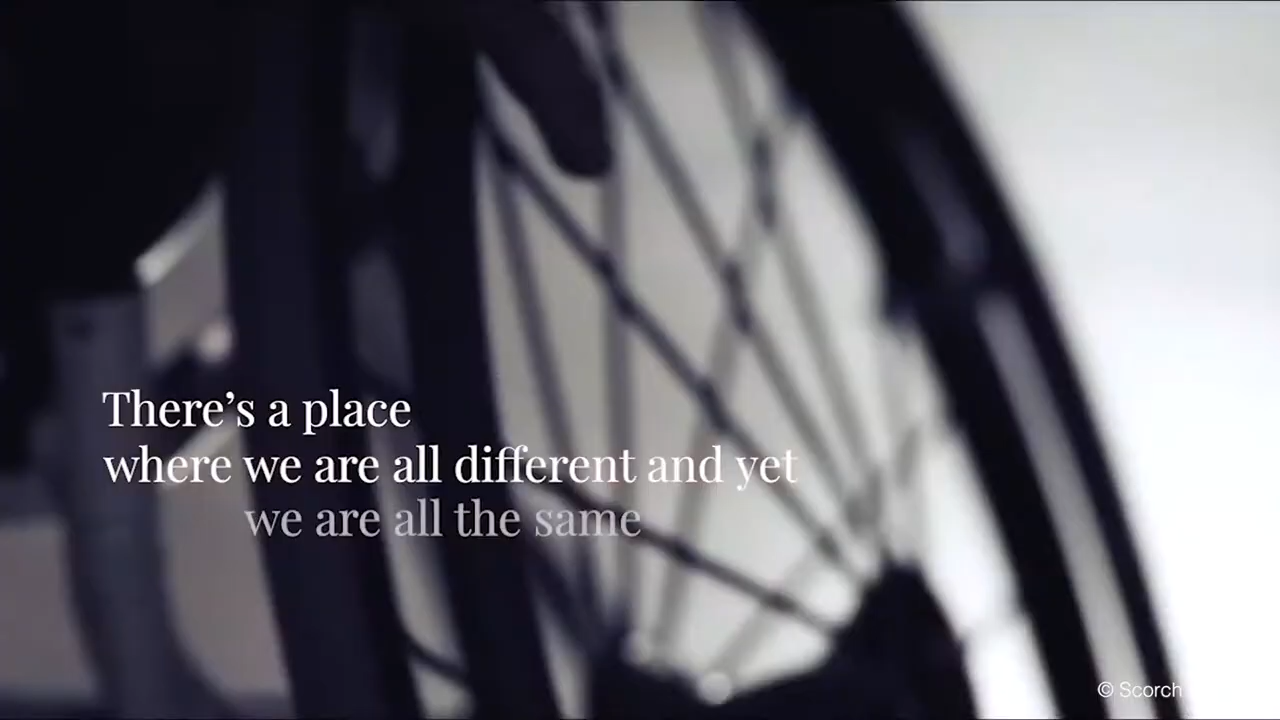 There’s a place
where we are all different and yet
we are all the same
© Scorch